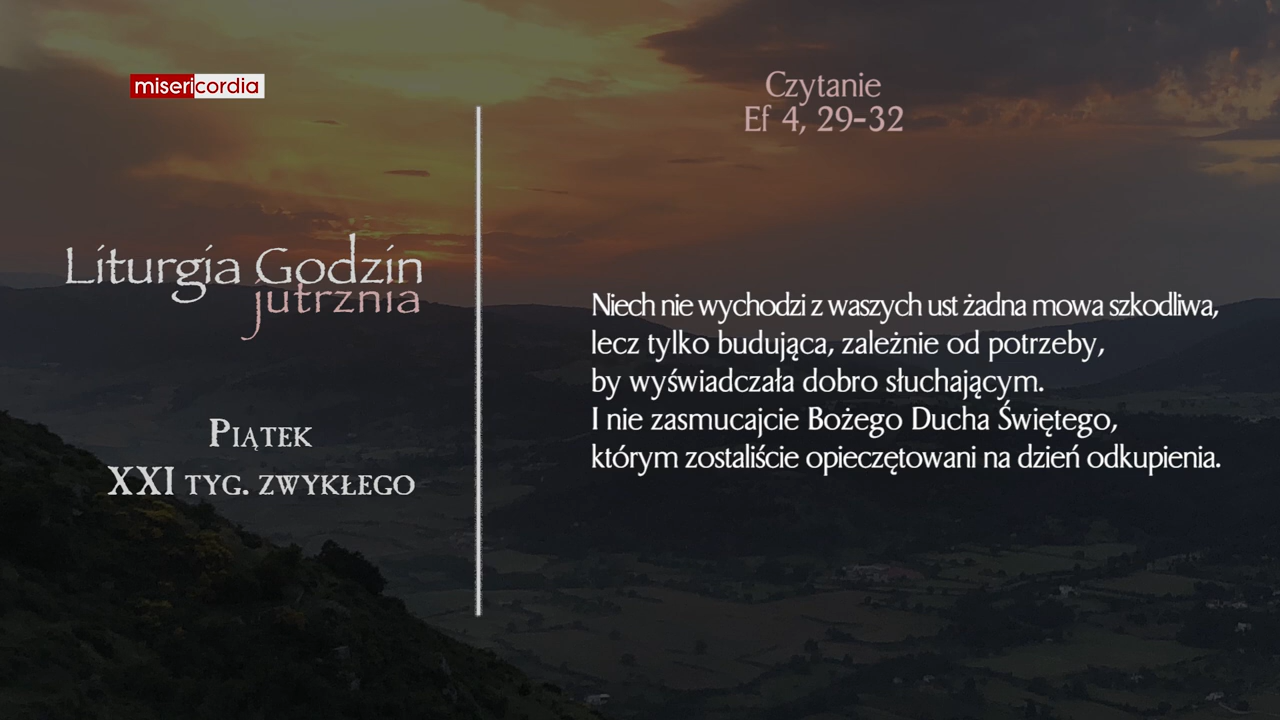 misericordia
Liturgia Godzin
jutrznia
Piątek
XXI tyg. zwykłego
Czytanie
Ef 4, 29-32
Niech nie wychodzi z waszych ust żadna mowa szkodliwa,
lecz tylko budująca, zależnie od potrzeby,
by wyświadczała dobro słuchającym.
I nie zasmucajcie Bożego Ducha Świętego,
którym zostaliście opieczętowani na dzień odkupienia.